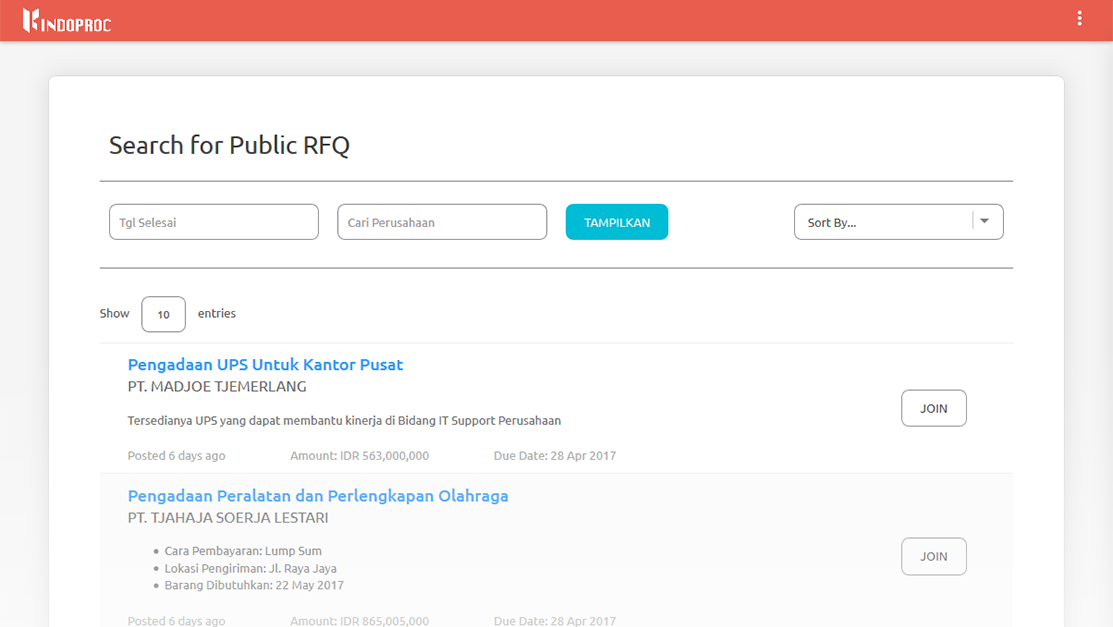 INDOPROC
Search for Public RFQ
Tgl Selesai
Cari Perusahaan
TAMPILKAN
Sort By...
Show 10 entries
Pengadaan UPS Untuk Kantor Pusat
PT. MADJOE TJEMERLANG
JOIN
Tersedianya UPS yang dapat membantu kinerja di Bidang IT Support Perusahaan
Posted 6 days ago Amount: IDR 563,000,000 Due Date: 28 Apr 2017
Pengadaan Peralatan dan Perlengkapan Olahraga
PT. TJAHAJA SOERJA LESTARI
• Cara Pembayaran: Lump Sum
JOIN
• Lokasi Pengiriman: Jl. Raya Jaya
• Barang Dibutuhkan: 22 May 2017
Posted 6 days ago Amount: IDR 865,005,000 Due Date: 28 Apr 2017